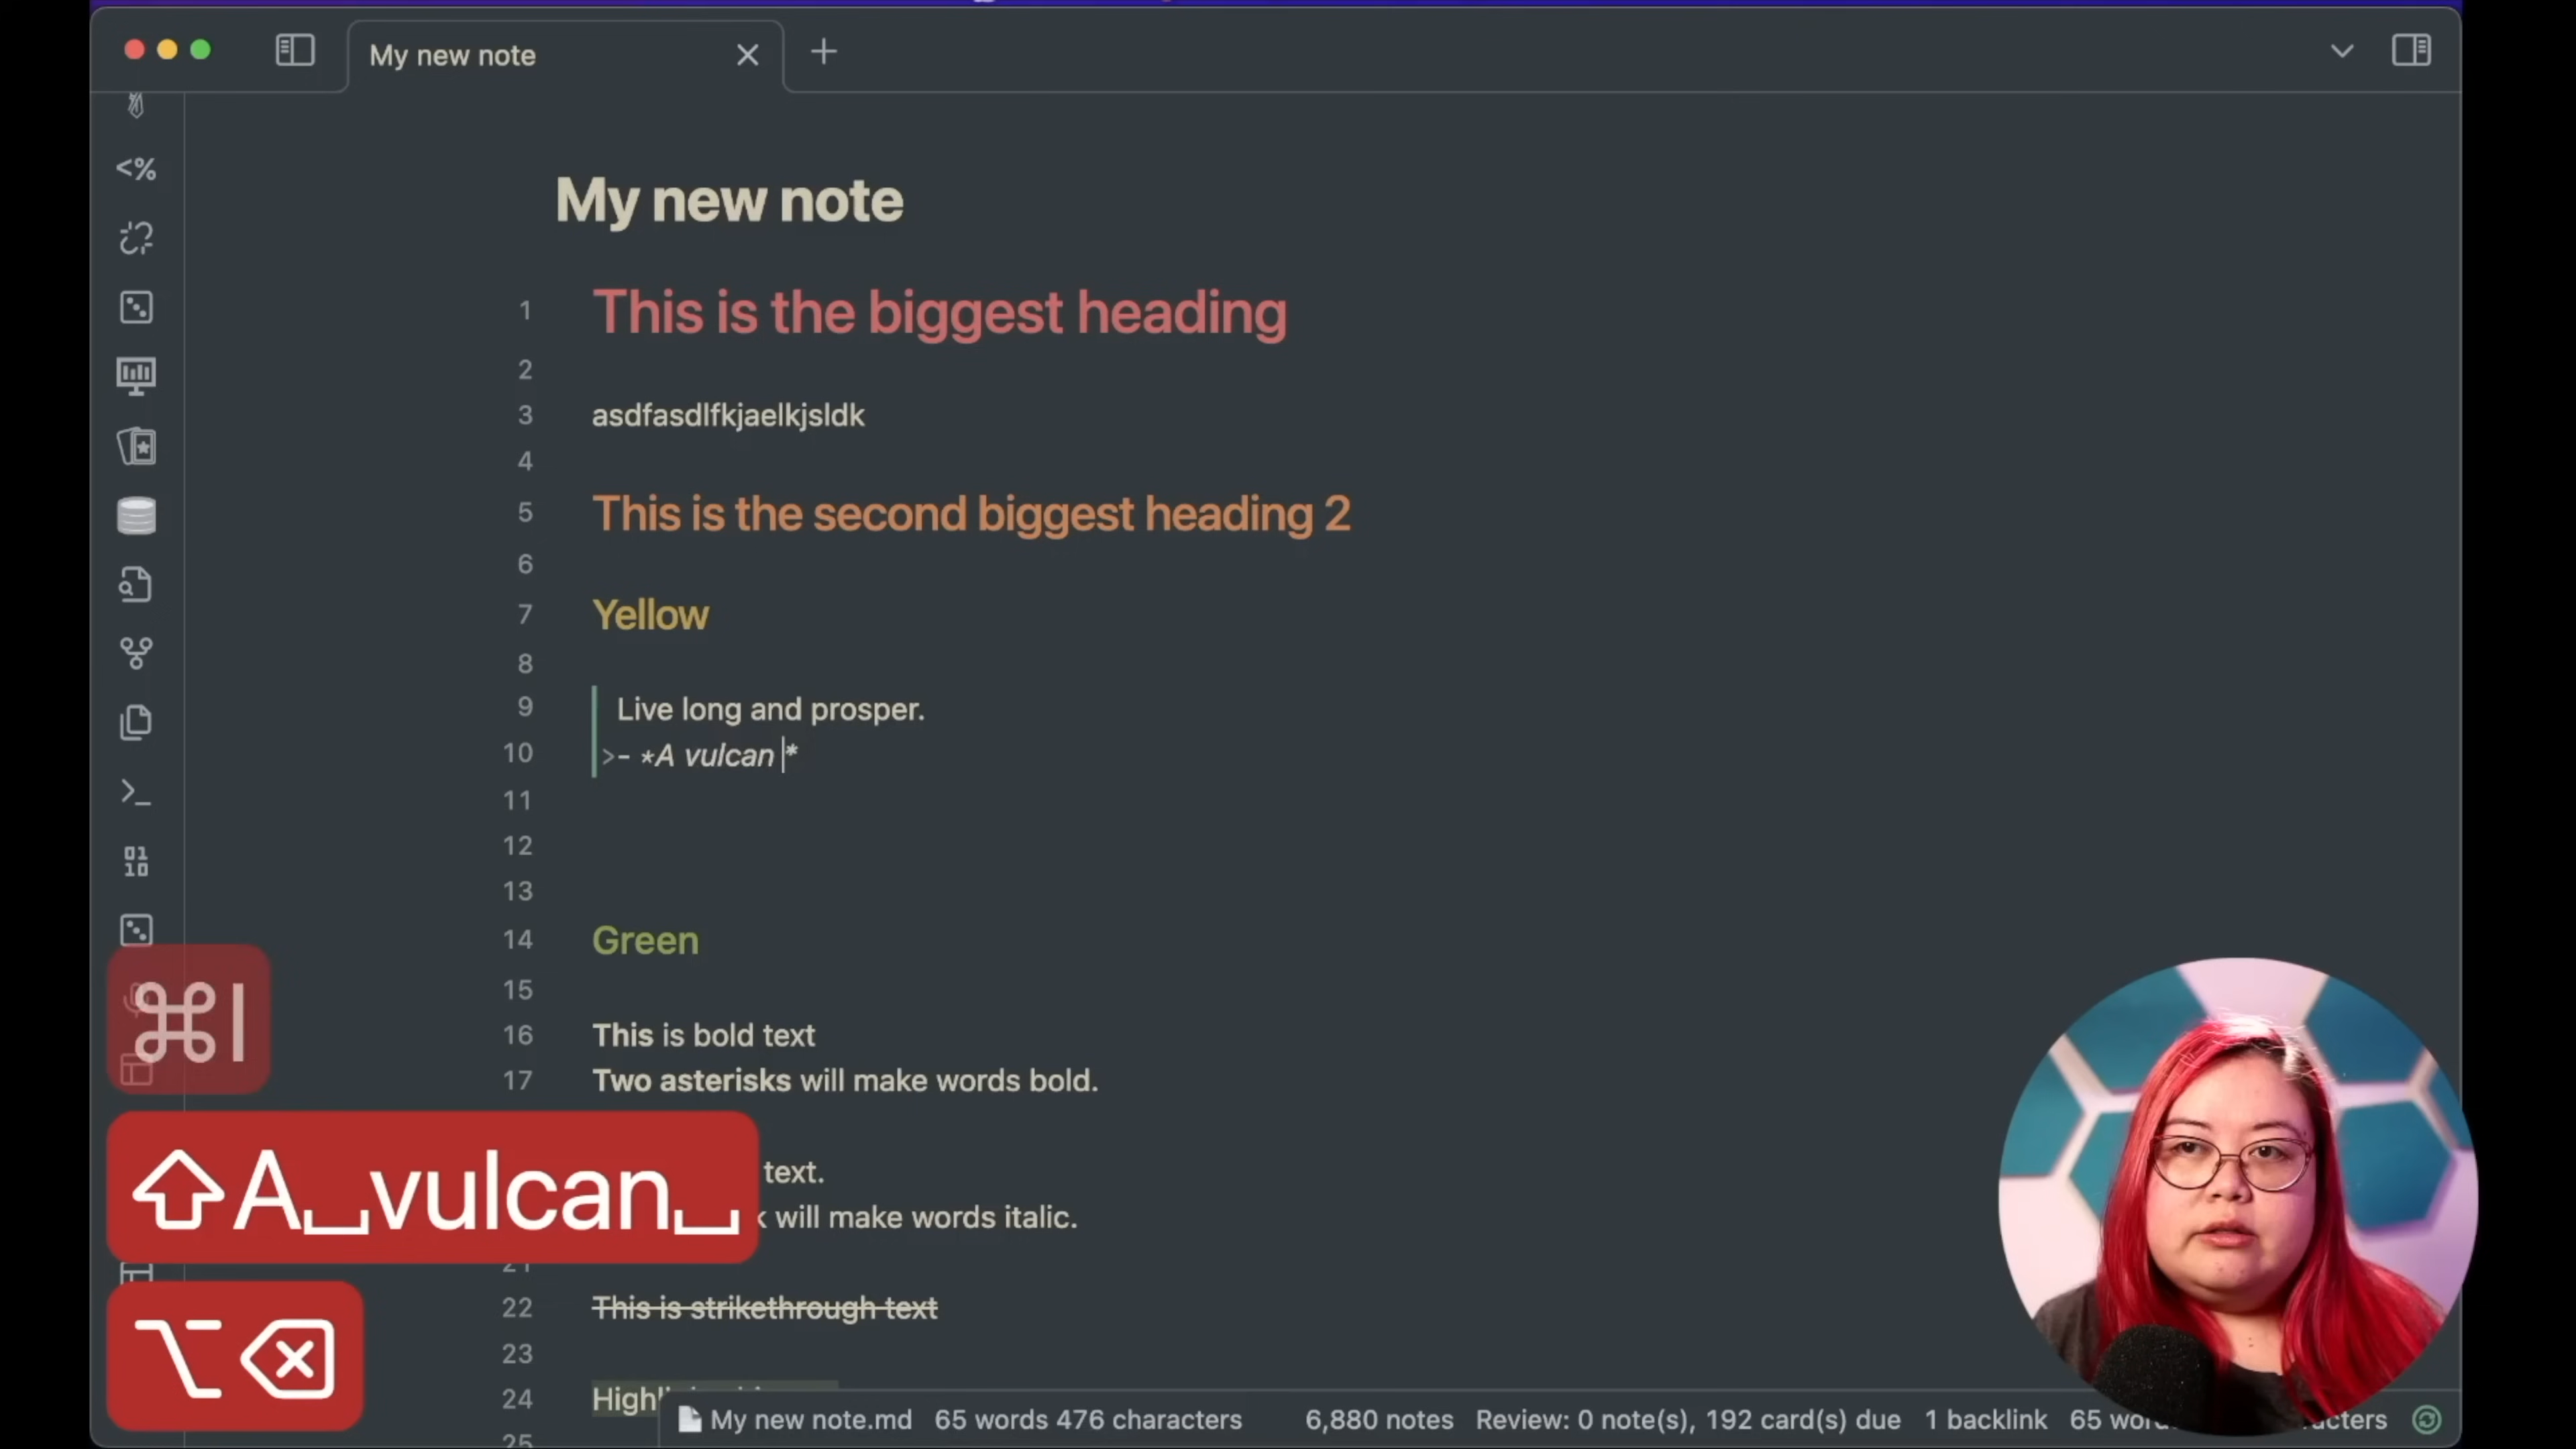 My new note
<%
My new note
1 This is the biggest heading
2
3 asdfasdlfkjaelkjsldk
4
5 This is the second biggest heading 2
6
7 Yellow
8
9 Live long and prosper.
10 >- *A vulcan *
11
12
13
14 Green
15
16 This is bold text
17 Two asterisks will make words bold.
text.
will make words italic.
22 This is strikethrough text
23
24
⌘I
⇧A␣vulcan␣
⌥⌫
My new note.md 65 words 476 characters 6,880 notes Review: 0 note(s), 192 card(s) due 1 backlink 65